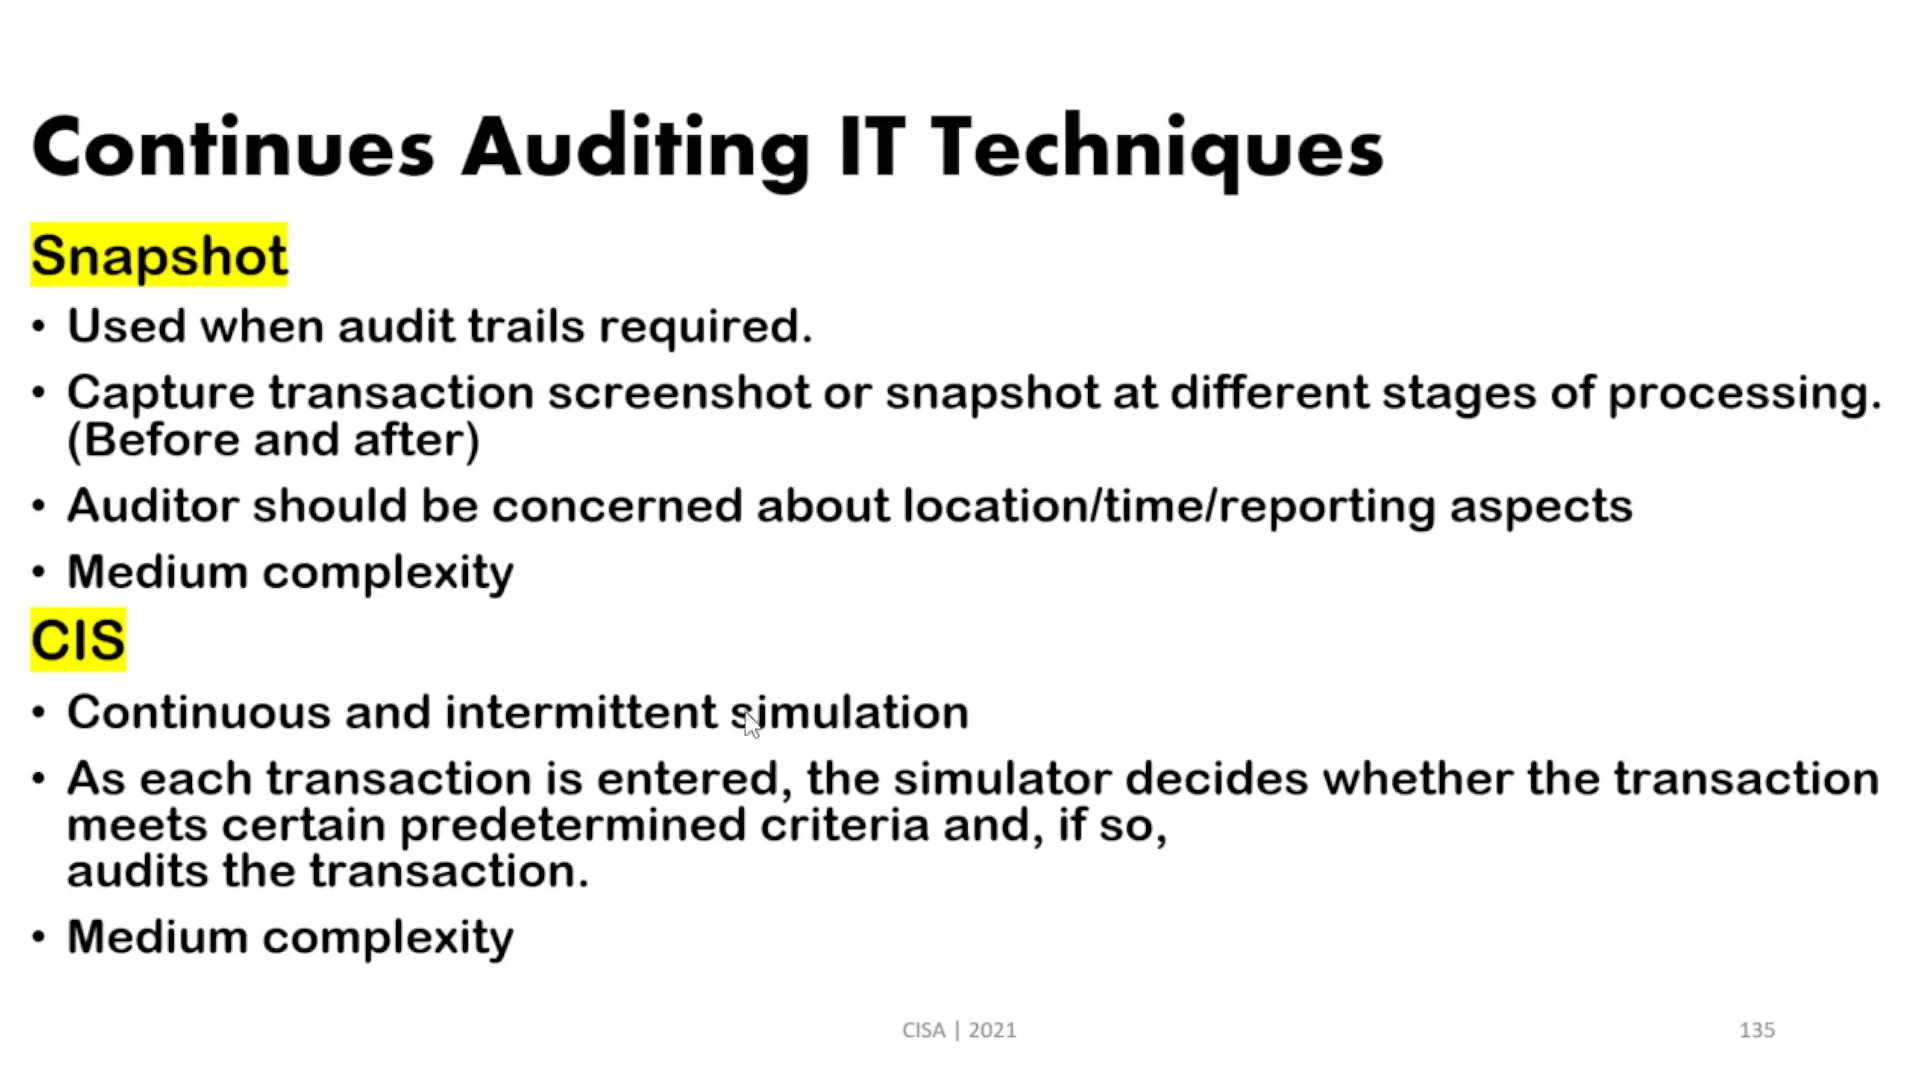 Continues Auditing IT Techniques
Snapshot
• Used when audit trails required.
• Capture transaction screenshot or snapshot at different stages of processing.
(Before and after)
• Auditor should be concerned about location/time/reporting aspects
• Medium complexity
CIS
• Continuous and intermittent simulation
• As each transaction is entered, the simulator decides whether the transaction
meets certain predetermined criteria and, if so,
audits the transaction.
• Medium complexity
CISA | 2021
135